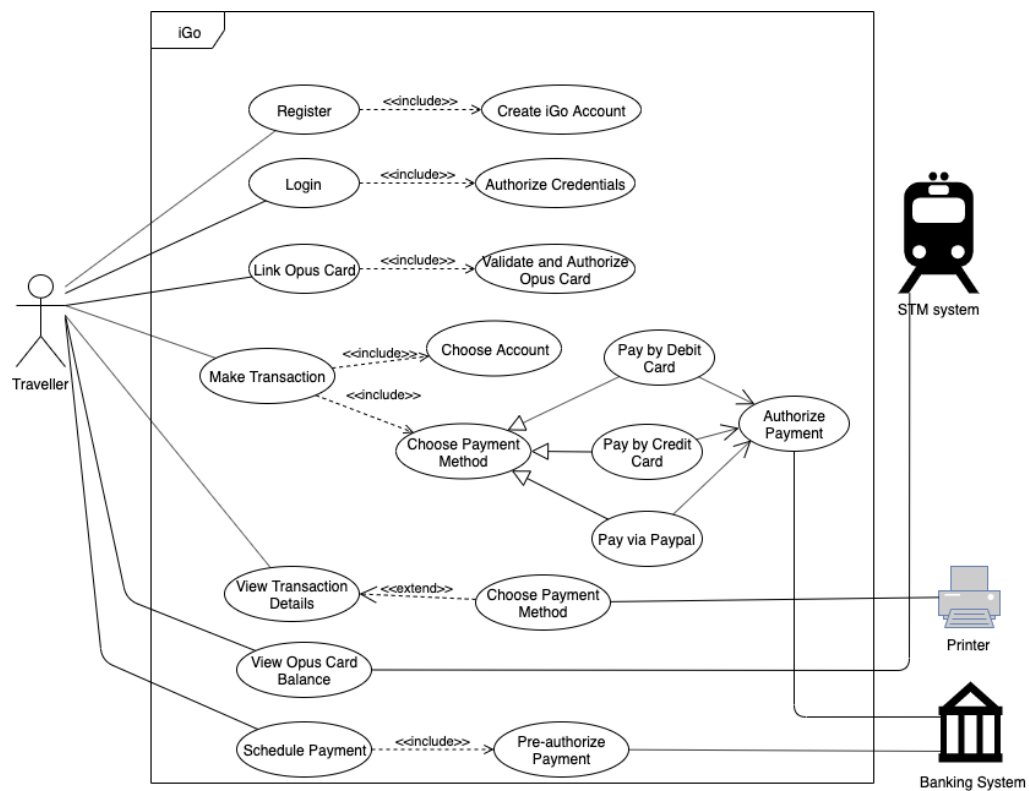 iGo
Register
<<include>>
Create iGo Account
Login
<<include>>
Authorize Credentials
Link Opus Card
<<include>>
Validate and Authorize
Opus Card
STM system
Traveller
Make Transaction
<<include>>
Choose Account
<<include>>
Choose Payment
Method
Pay by Debit
Card
Pay by Credit
Card
Pay via Paypal
Authorize
Payment
View Transaction
Details
<<extend>>
Choose Payment
Method
Printer
View Opus Card
Balance
Schedule Payment
<<include>>
Pre-authorize
Payment
Banking System